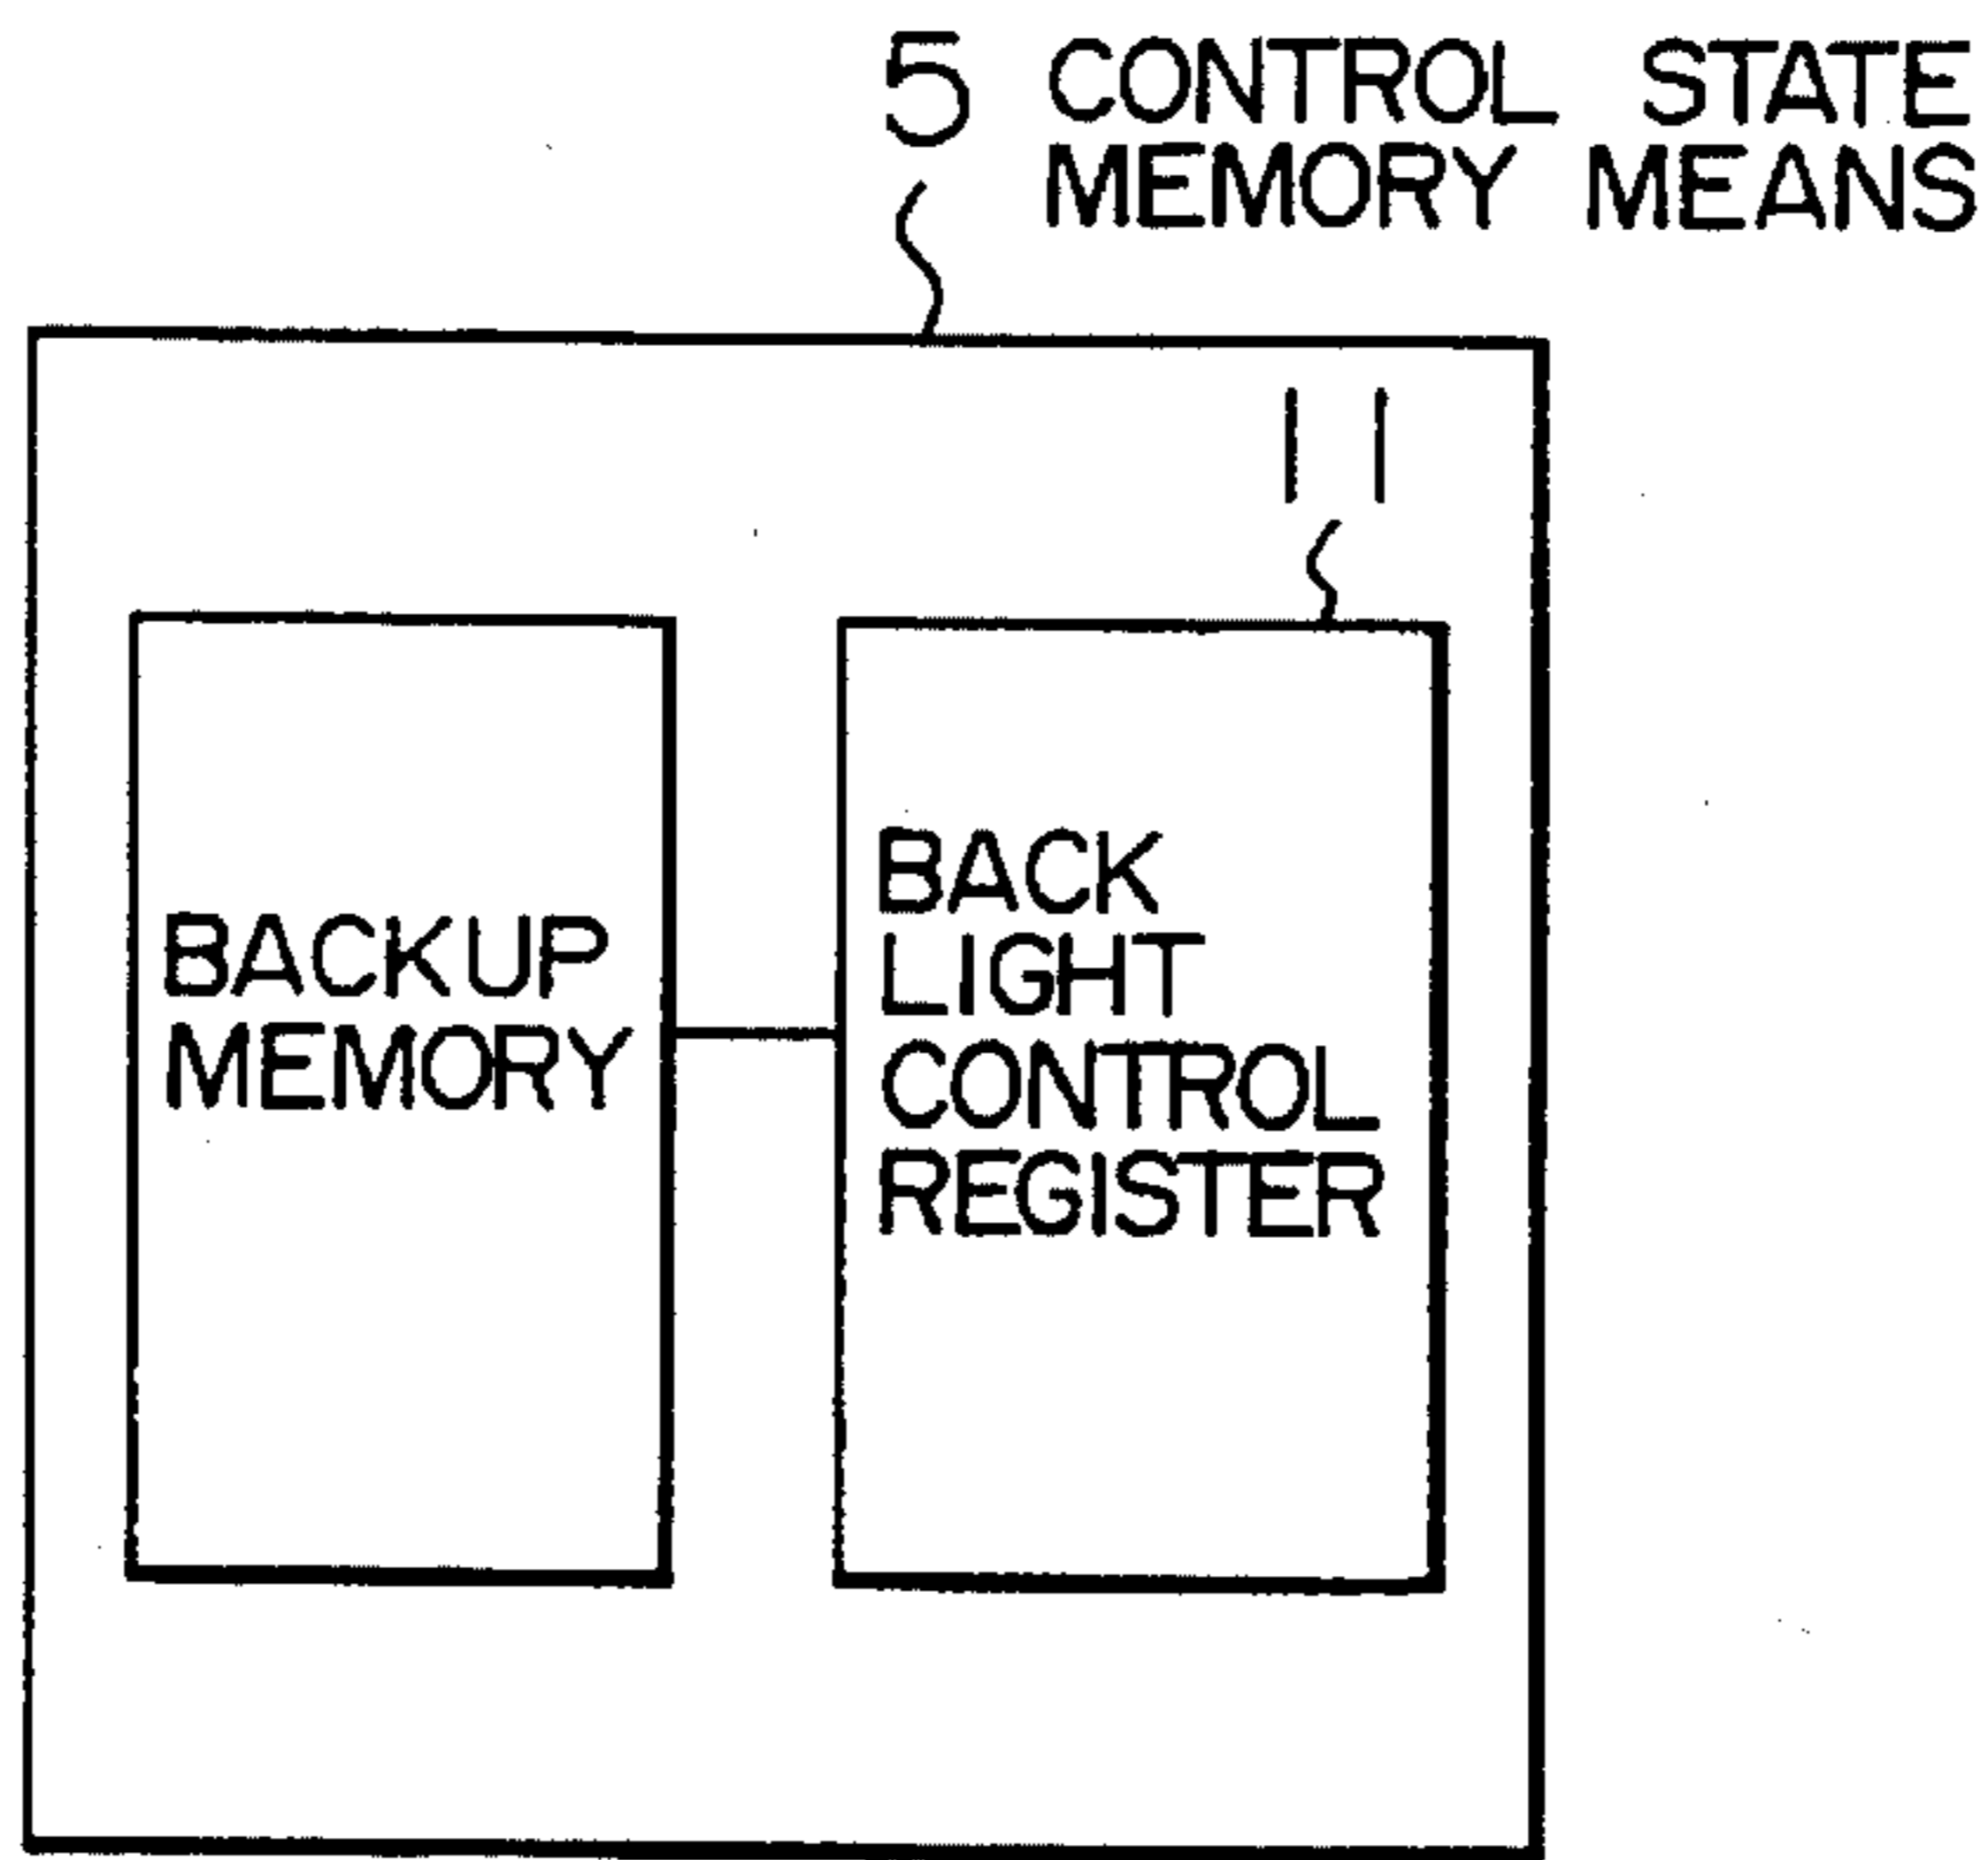 5 CONTROL STATE
MEMORY MEANS
11
BACKUP
MEMORY
BACK
LIGHT
CONTROL
REGISTER